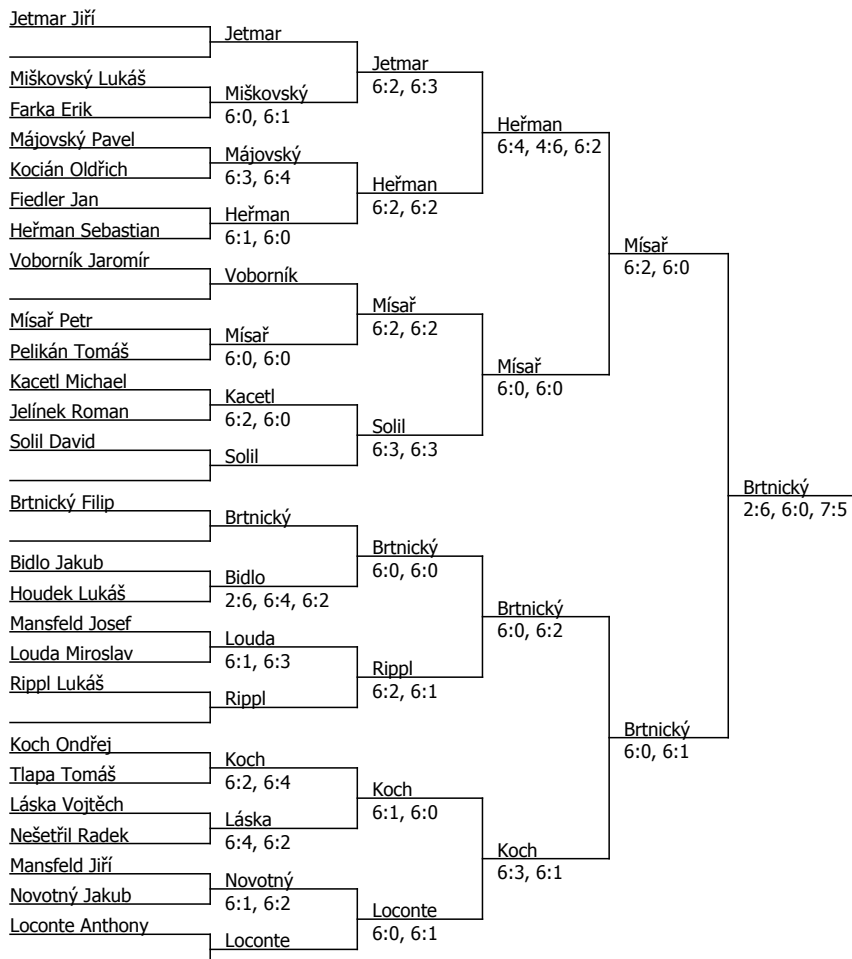 Jetmar Jiří
Miškovský Lukáš
Farka Erik
Májovský Pavel
Kocián Oldřich
Fiedler Jan
Heřman Sebastian
Voborník Jaromír
Mísař Petr
Pelikán Tomáš
Kacetl Michael
Jelínek Roman
Solil David
Brtnický Filip
Bidlo Jakub
Houdek Lukáš
Mansfeld Josef
Louda Miroslav
Rippl Lukáš
Koch Ondřej
Tlapa Tomáš
Láska Vojtěch
Nešetřil Radek
Mansfeld Jiří
Novotný Jakub
Loconte Anthony
Jetmar
Miškovský
6:0, 6:1
Májovský
6:3, 6:4
Heřman
6:1, 6:0
Voborník
Mísař
6:0, 6:0
Kacetl
6:2, 6:0
Solil
Brtnický
Bidlo
2:6, 6:4, 6:2
Louda
6:1, 6:3
Rippl
Koch
6:2, 6:4
Láska
6:4, 6:2
Novotný
6:1, 6:2
Loconte
Jetmar
6:2, 6:3
Heřman
6:2, 6:2
Mísař
6:2, 6:2
Solil
6:3, 6:3
Brtnický
6:0, 6:0
Rippl
6:2, 6:1
Koch
6:1, 6:0
Loconte
6:0, 6:1
Heřman
6:4, 4:6, 6:2
Mísař
6:0, 6:0
Brtnický
6:0, 6:2
Koch
6:3, 6:1
Mísař
6:2, 6:0
Brtnický
6:0, 6:1
Brtnický
2:6, 6:0, 7:5